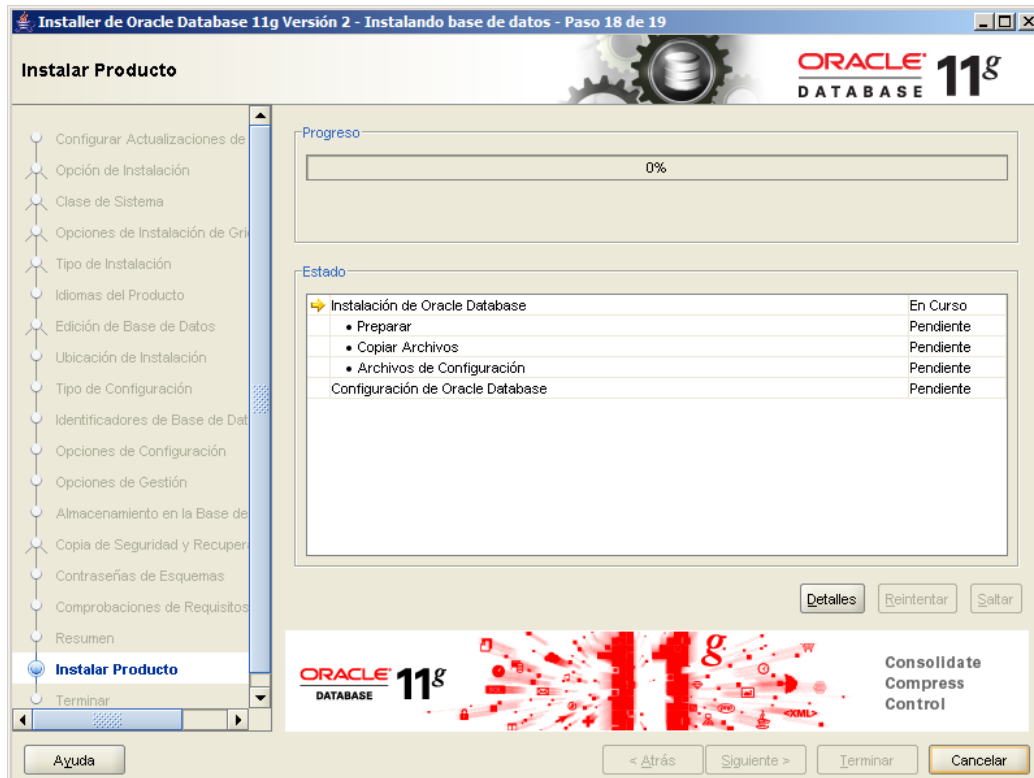 Installer de Oracle Database 11g Versión 2 - Instalando base de datos - Paso 18 de 19
Instalar Producto
ORACLE DATABASE 11g
Configurar Actualizaciones de
Opción de Instalación
Clase de Sistema
Opciones de Instalación de Gri
Tipo de Instalación
Idiomas del Producto
Edición de Base de Datos
Ubicación de Instalación
Tipo de Configuración
Identificadores de Base de Dat
Opciones de Configuración
Opciones de Gestión
Almacenamiento en la Base de
Copia de Seguridad y Recuper
Contraseñas de Esquemas
Comprobaciones de Requisitos
Resumen
Instalar Producto
Terminar
Progreso
0%
Estado
Instalación de Oracle Database En Curso
• Preparar Pendiente
• Copiar Archivos Pendiente
• Archivos de Configuración Pendiente
Configuración de Oracle Database Pendiente
Detalles Reintentar Saltar
ORACLE DATABASE 11g
11g
php
<XML>
Consolidate
Compress
Control
Ayuda < Atrás Siguiente > Terminar Cancelar